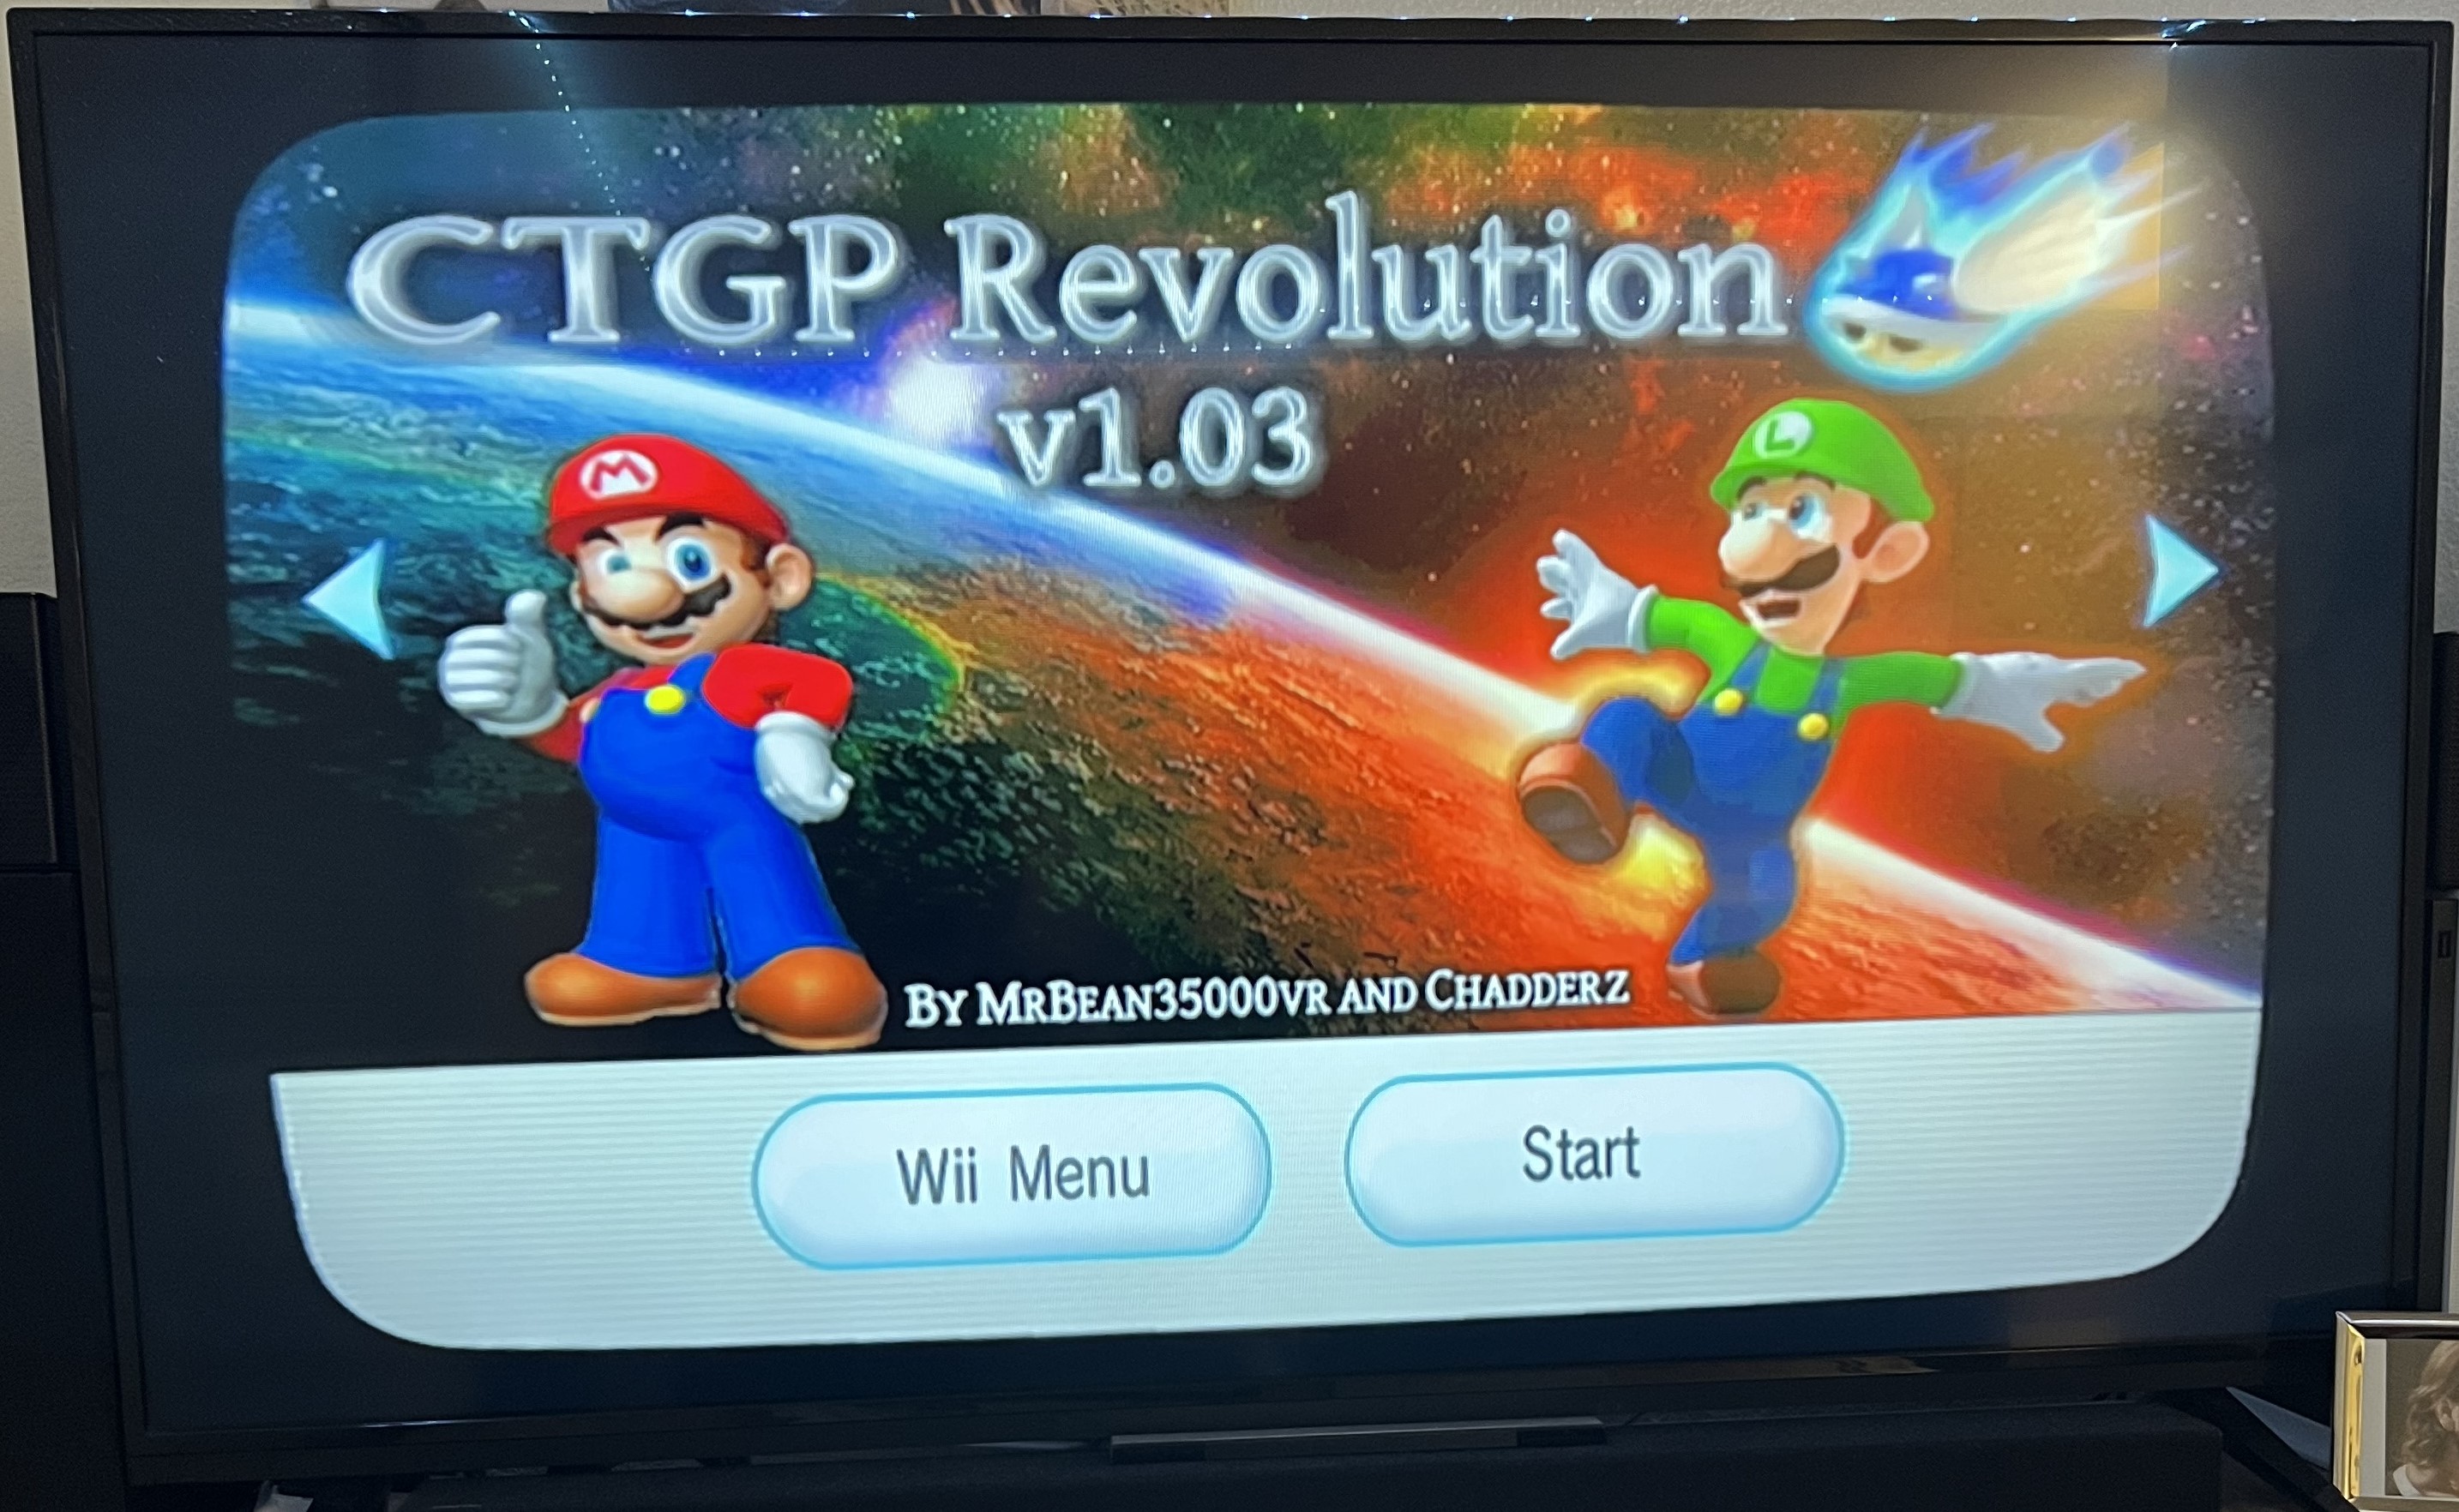 CTGP Revolution
v1.03
M
L
By MrBean35000vr and Chadderz
Wii Menu
Start